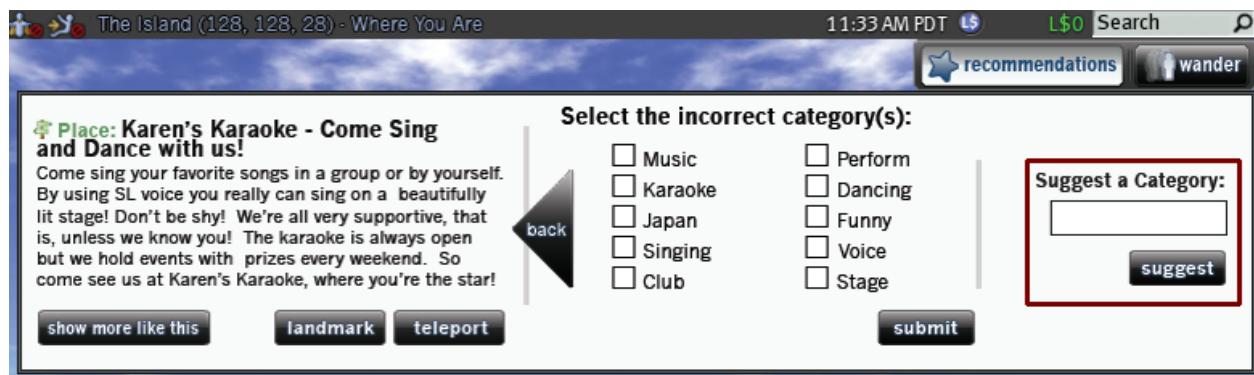 The Island (128, 128, 28) - Where You Are
11:33 AM PDT L$ L$0 Search
recommendations wander
Place: Karen's Karaoke - Come Sing
and Dance with us!
Come sing your favorite songs in a group or by yourself.
By using SL voice you really can sing on a beautifully
lit stage! Don't be shy! We're all very supportive, that
is, unless we know you! The karaoke is always open
but we hold events with prizes every weekend. So
come see us at Karen's Karaoke, where you're the star!
show more like this landmark teleport
back
Select the incorrect category(s):
Music Perform
Karaoke Dancing
Japan Funny
Singing Voice
Club Stage
submit
Suggest a Category:
suggest